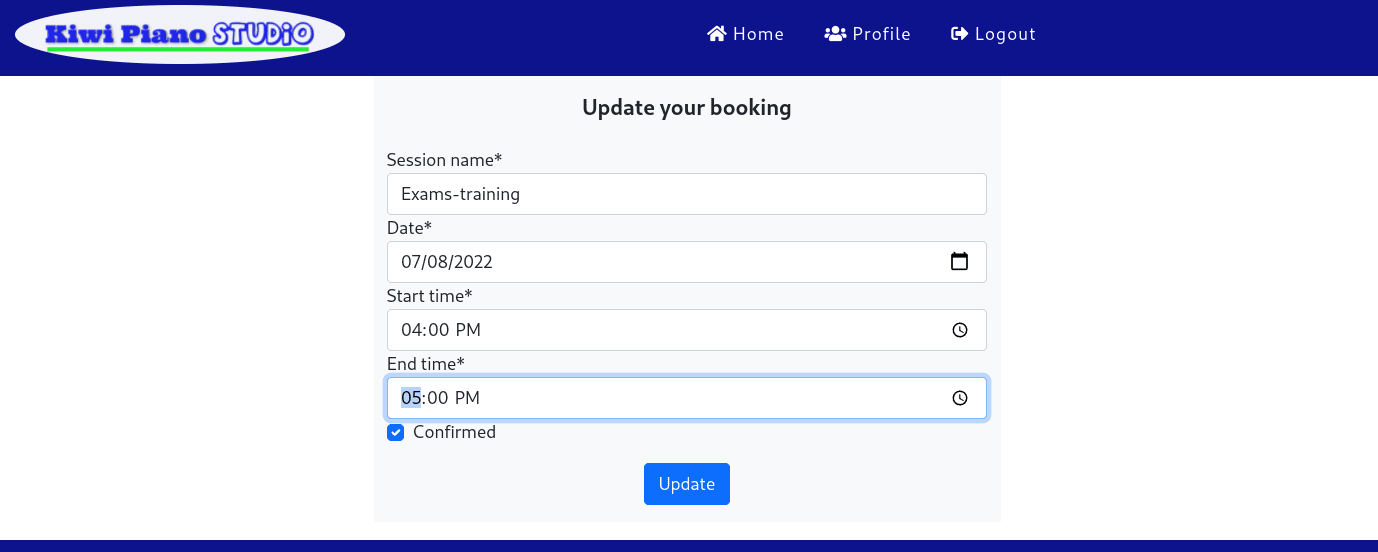 Kiwi Piano STUDiO
Home Profile Logout
Update your booking
Session name*
Exams-training
Date*
07/08/2022
Start time*
04:00 PM
End time*
05:00 PM
Confirmed
Update